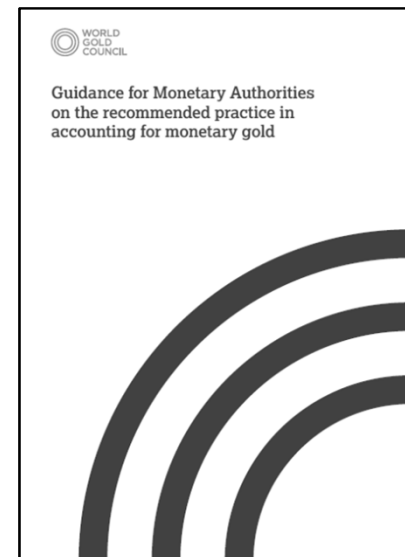 WORLD
GOLD
COUNCIL
Guidance for Monetary Authorities
on the recommended practice in
accounting for monetary gold